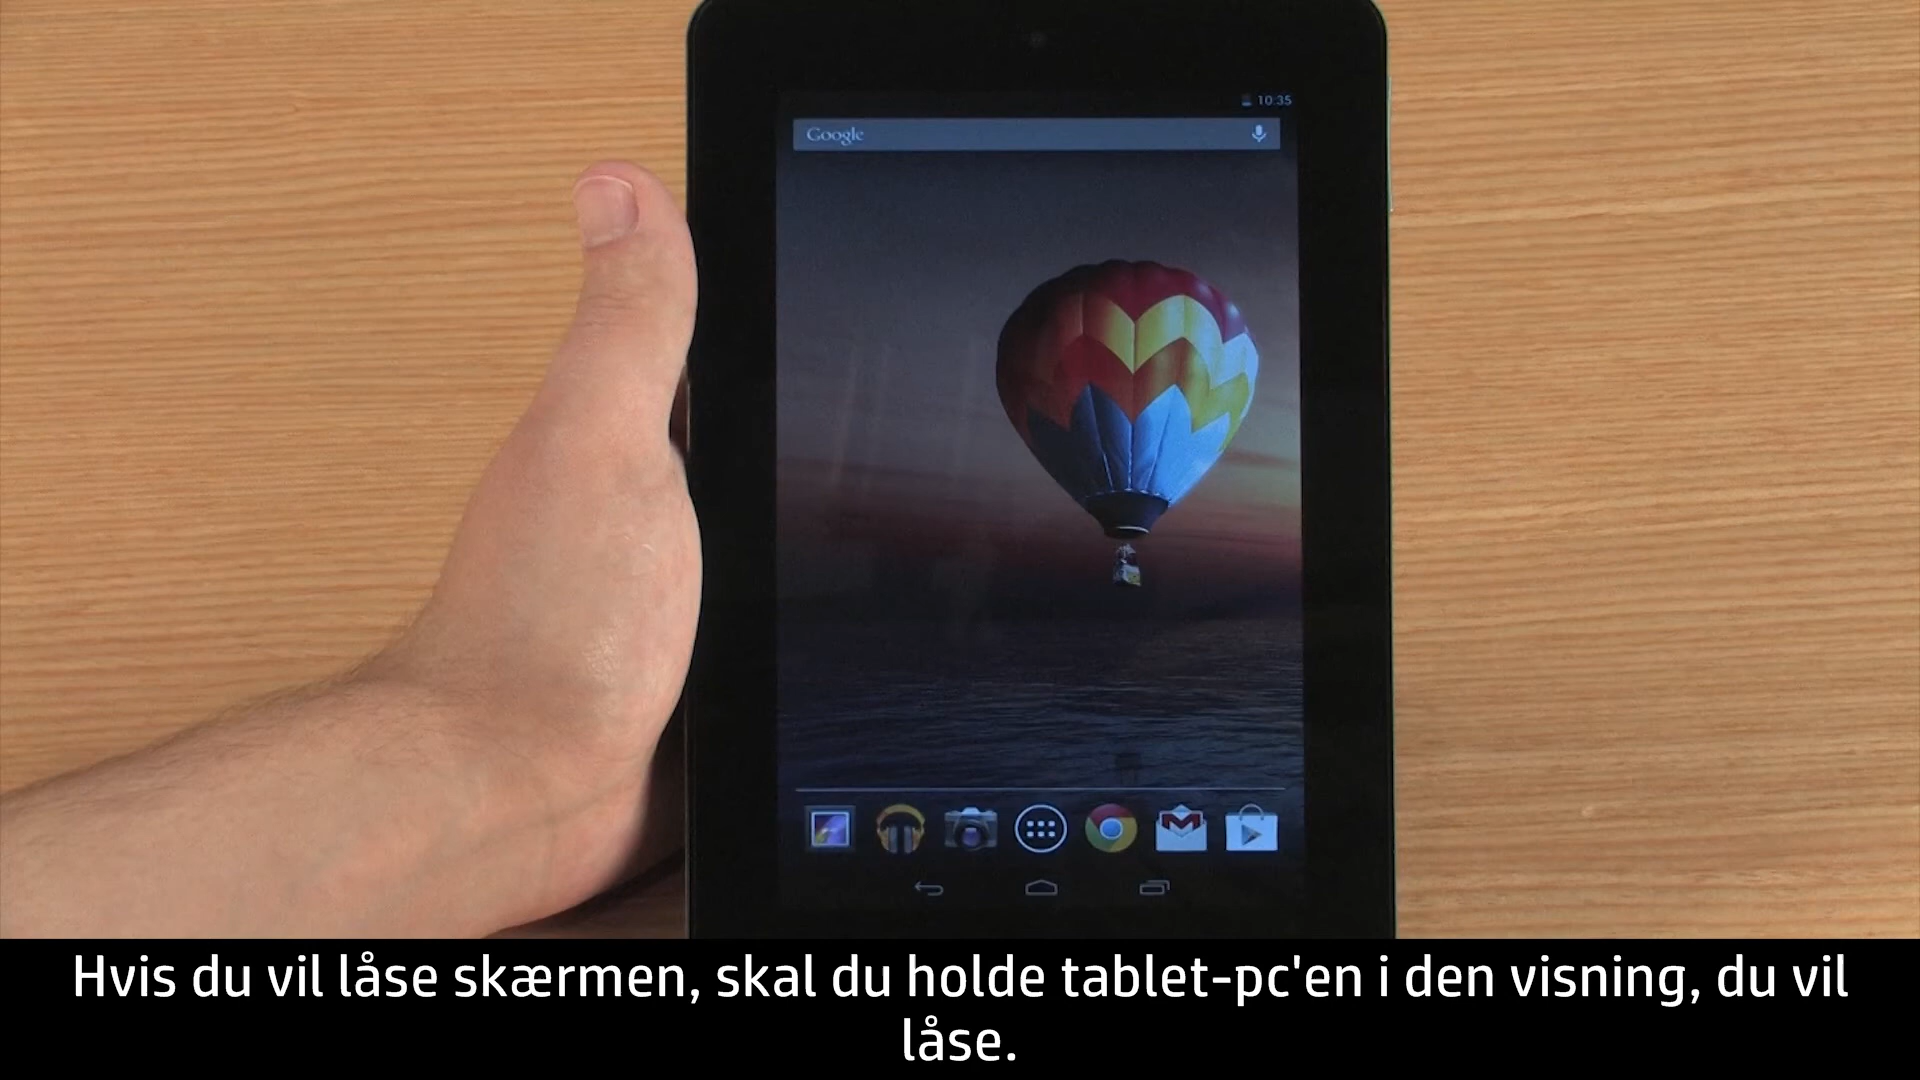 10:35
Google
Hvis du vil låse skærmen, skal du holde tablet-pc'en i den visning, du vil
låse.